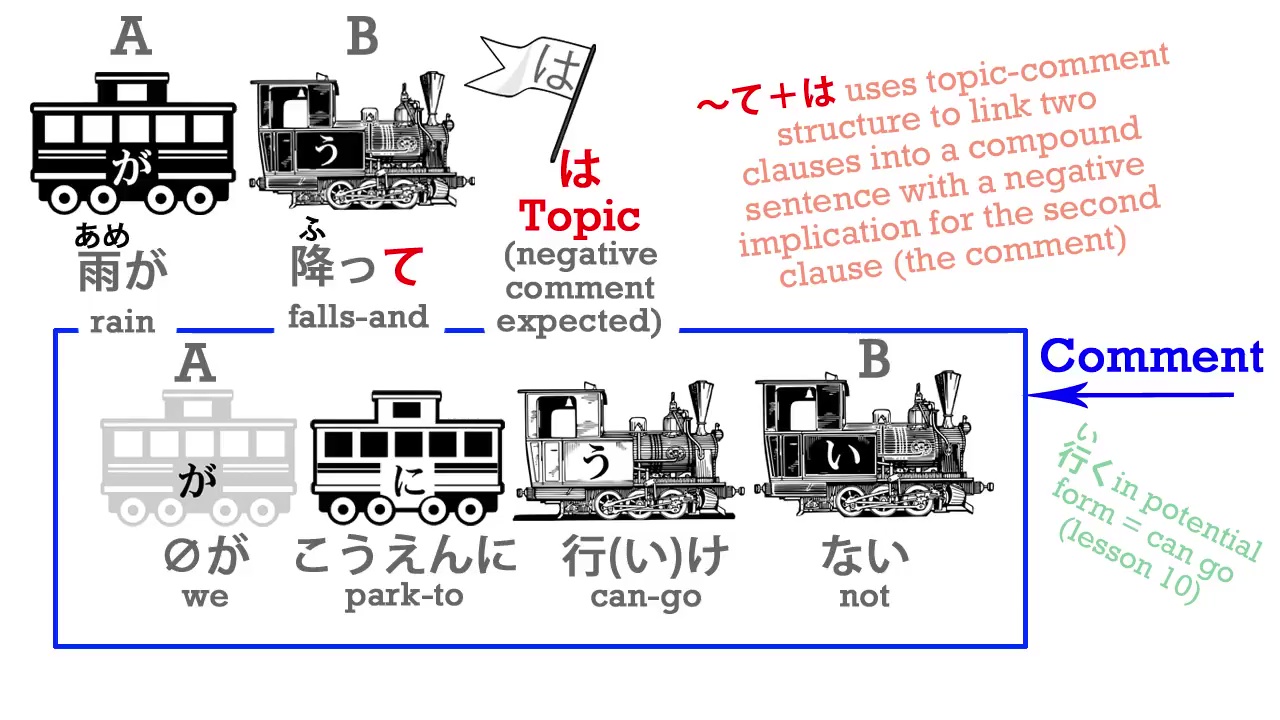 A
B
が
う
は
あめ
雨が
rain
ふ
降って
falls-and
は
Topic
(negative
comment
expected)
〜て＋は uses topic-comment
structure to link two
clauses into a compound
sentence with a negative
implication for the second
clause (the comment)
Comment
A
B
が
に
う
い
∅が
we
こうえんに
park-to
行(い)け
can-go
ない
not
い
行く in potential
form = can go
(lesson 10)